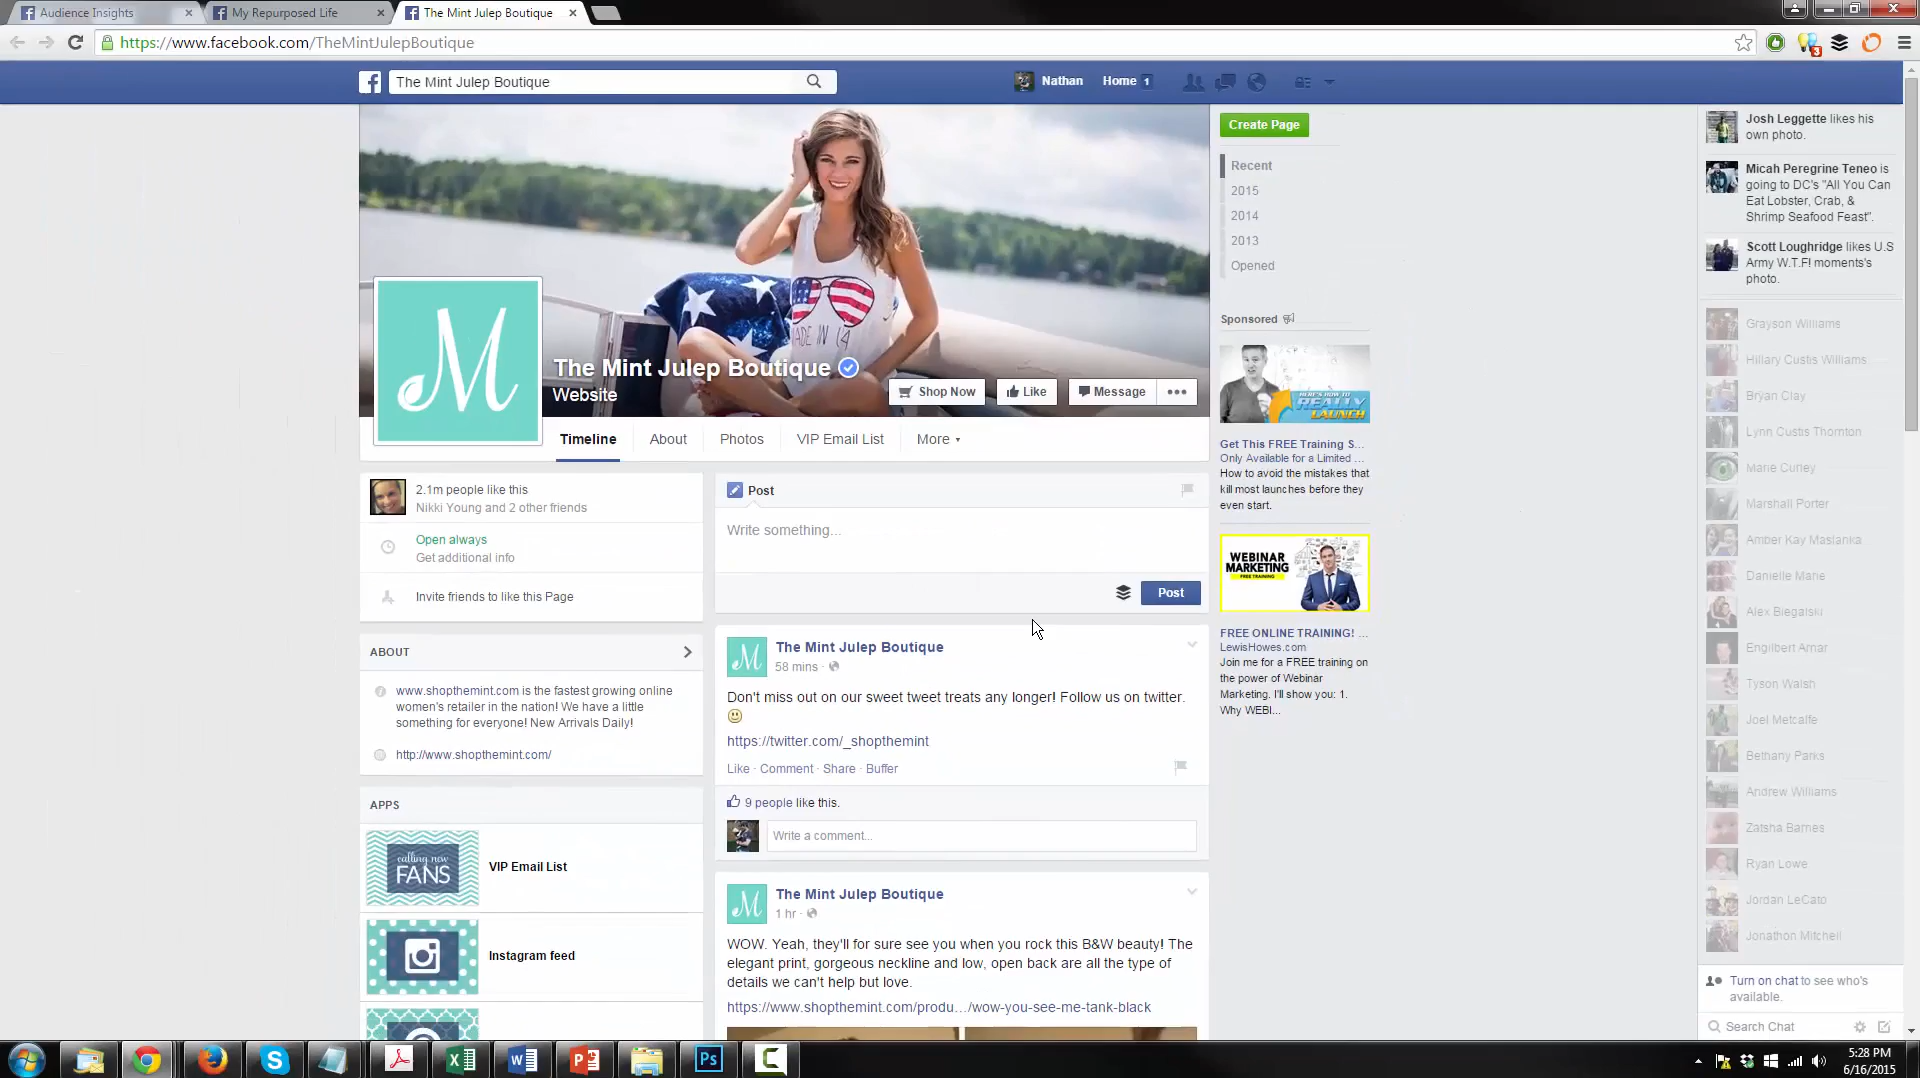 Audience Insights
My Repurposed Life
The Mint Julep Boutique
https://www.facebook.com/TheMintJulepBoutique
3
The Mint Julep Boutique
Nathan
Home 1
MADE IN
The Mint Julep Boutique
Website
Shop Now
Like
Message
M
Timeline
About
Photos
VIP Email List
More
2.1m people like this
Nikki Young and 2 other friends
Open always
Get additional info
Invite friends to like this Page
ABOUT
www.shopthemint.com is the fastest growing online
women's retailer in the nation! We have a little
something for everyone! New Arrivals Daily!
http://www.shopthemint.com/
APPS
calling new
FANS
VIP Email List
Instagram feed
Post
Write something...
Post
M
The Mint Julep Boutique
58 mins ·
Don't miss out on our sweet tweet treats any longer! Follow us on twitter.
https://twitter.com/_shopthemint
Like · Comment · Share · Buffer
9 people like this.
Write a comment...
M
The Mint Julep Boutique
1 hr ·
WOW. Yeah, they'll for sure see you when you rock this B&W beauty! The
elegant print, gorgeous neckline and low, open back are all the type of
details we can't help but love.
https://www.shopthemint.com/produ…/wow-you-see-me-tank-black
Create Page
Recent
2015
2014
2013
Opened
Sponsored
HERE'S HOW TO
REALLY
LAUNCH
Get This FREE Training S...
Only Available for a Limited ...
How to avoid the mistakes that
kill most launches before they
even start.
WEBINAR
MARKETING
FREE TRAINING
FREE ONLINE TRAINING! ...
LewisHowes.com
Join me for a FREE training on
the power of Webinar
Marketing. I'll show you: 1.
Why WEBI...
Josh Leggette likes his
own photo.
Micah Peregrine Teneo is
going to DC's "All You Can
Eat Lobster, Crab, &
Shrimp Seafood Feast".
Scott Loughridge likes U.S
Army W.T.F! moments's
photo.
Grayson Williams
Hillary Custis Williams
Bryan Clay
Lynn Custis Thornton
Marie Curley
Marshall Porter
Amber Kay Maslanka
Danielle Marie
Alex Biegalski
Engilbert Arnar
Tyson Walsh
Joel Metcalfe
Bethany Parks
Andrew Williams
Zatsha Barnes
Ryan Lowe
Jordan LeCato
Jonathon Mitchell
Turn on chat to see who's
available.
Search Chat
5:28 PM
6/16/2015